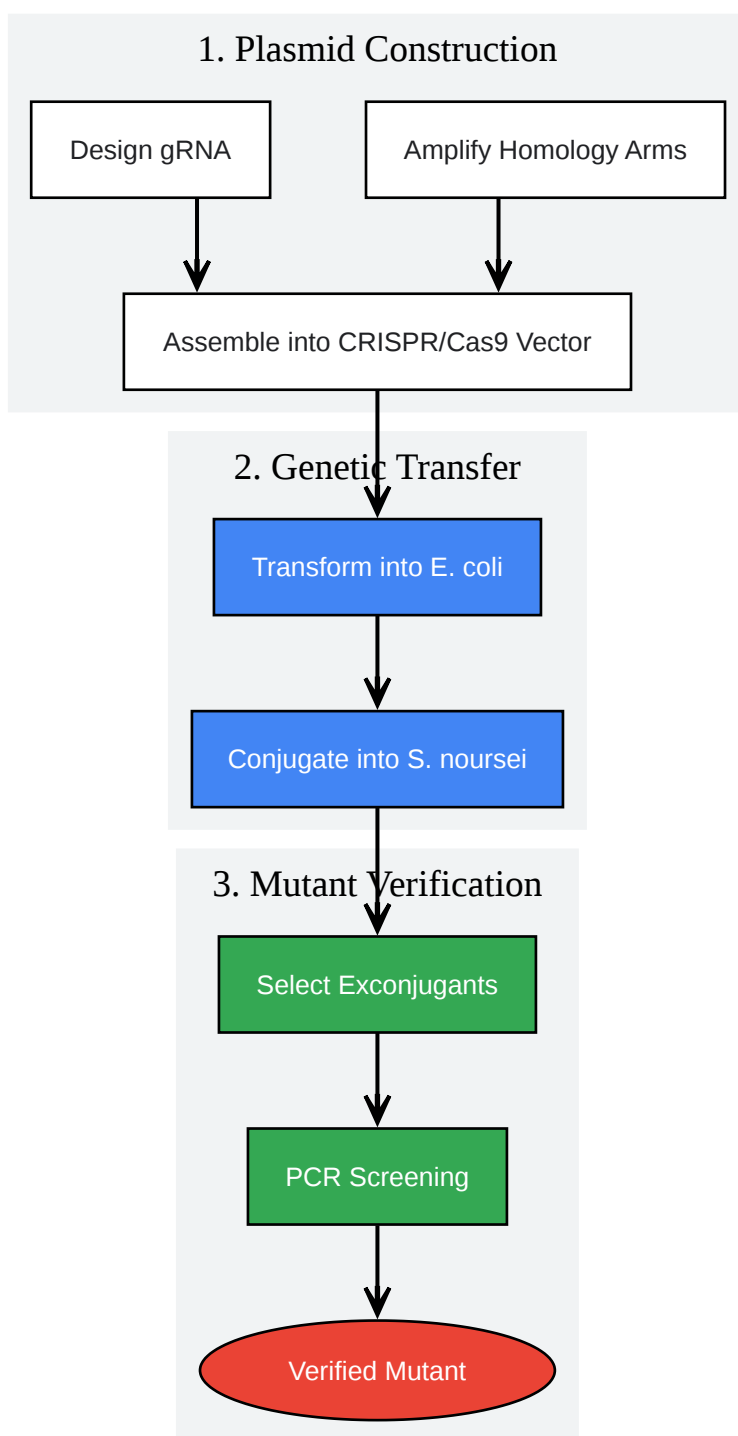 1. Plasmid Construction
Design gRNA
Amplify Homology Arms
Assemble into CRISPR/Cas9 Vector
2. Genetic Transfer
Transform into E. coli
Conjugate into S. noursei
3. Mutant Verification
Select Exconjugants
PCR Screening
Verified Mutant